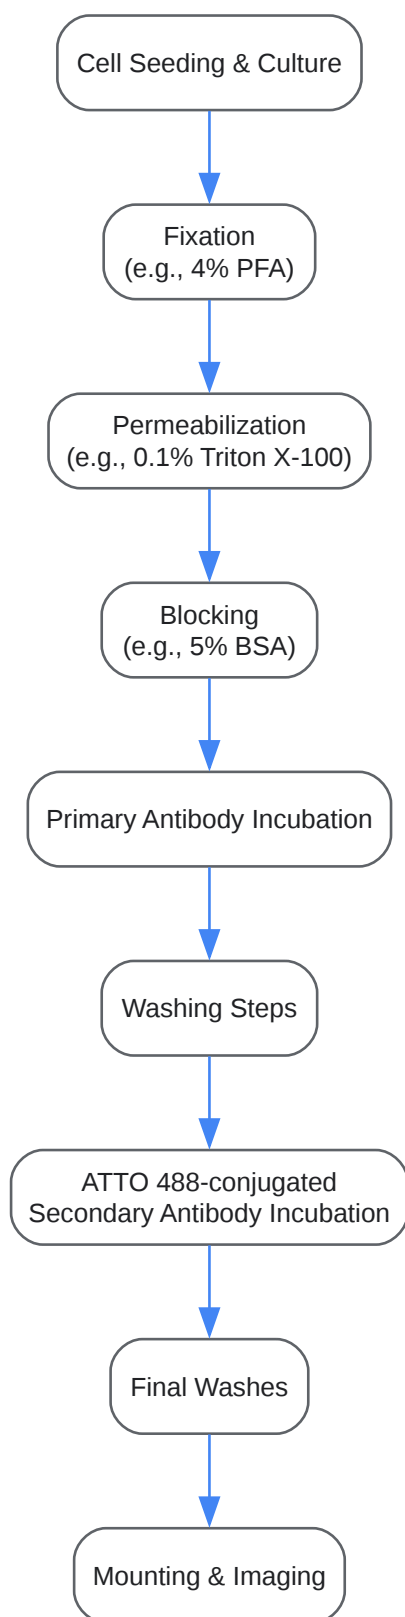 Cell Seeding & Culture
Fixation
(e.g., 4% PFA)
Permeabilization
(e.g., 0.1% Triton X-100)
Blocking
(e.g., 5% BSA)
Primary Antibody Incubation
Washing Steps
ATTO 488-conjugated
Secondary Antibody Incubation
Final Washes
Mounting & Imaging